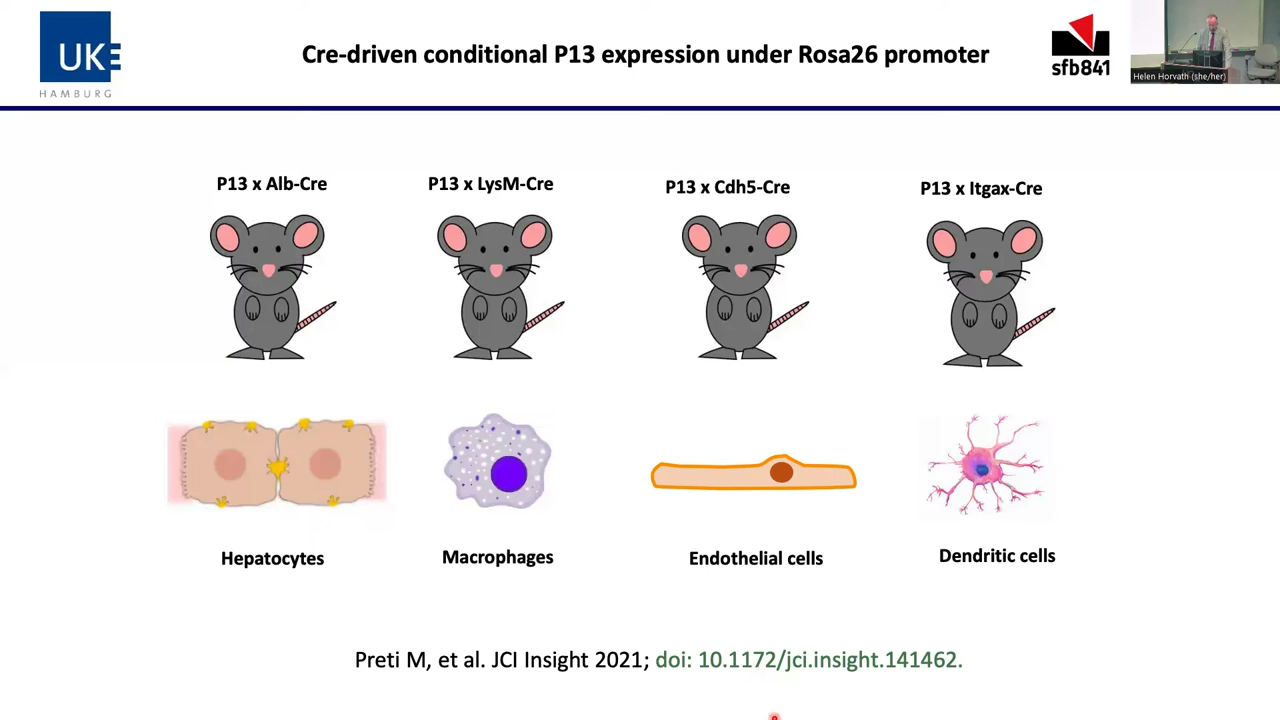 UKE
HAMBURG
Cre-driven conditional P13 expression under Rosa26 promoter
sfb841
Helen Horvath (she/her)
P13 x Alb-Cre
P13 x LysM-Cre
P13 x Cdh5-Cre
P13 x Itgax-Cre
Hepatocytes
Macrophages
Endothelial cells
Dendritic cells
Preti M, et al. JCI Insight 2021; doi: 10.1172/jci.insight.141462.